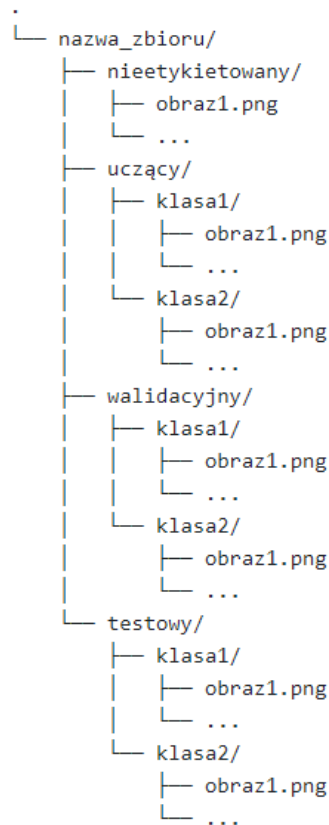 .
└── nazwa_zbioru/
    ├── nieetykietowany/
    │   ├── obraz1.png
    │   └── ...
    ├── uczący/
    │   ├── klasa1/
    │   │   ├── obraz1.png
    │   │   └── ...
    │   └── klasa2/
    │       ├── obraz1.png
    │       └── ...
    ├── walidacyjny/
    │   ├── klasa1/
    │   │   ├── obraz1.png
    │   │   └── ...
    │   └── klasa2/
    │       ├── obraz1.png
    │       └── ...
    └── testowy/
        ├── klasa1/
        │   ├── obraz1.png
        │   └── ...
        └── klasa2/
            ├── obraz1.png
            └── ...